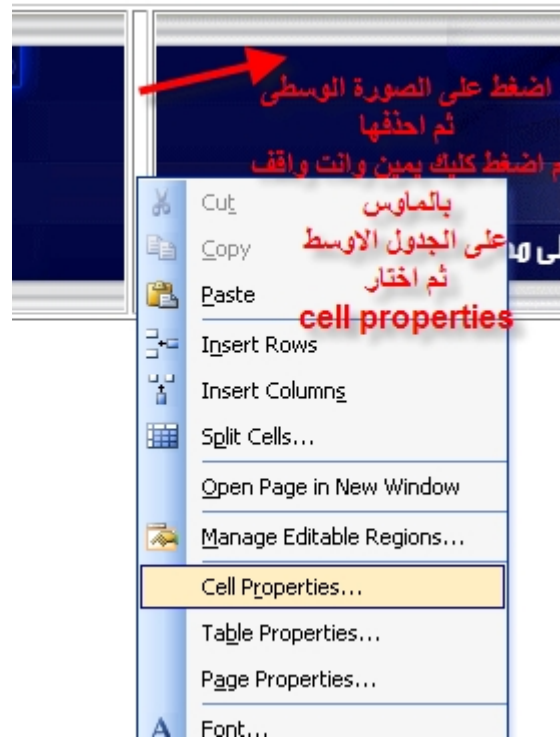 اضغط على الصورة الوسطى
ثم احذفها
اضغط كليك يمين وانت واقف
بالماوس
على الجدول الاوسط
ثم اختار
cell properties
Cut
Copy
Paste
Insert Rows
Insert Columns
Split Cells...
Open Page in New Window
Manage Editable Regions...
Cell Properties...
Table Properties...
Page Properties...
Font...